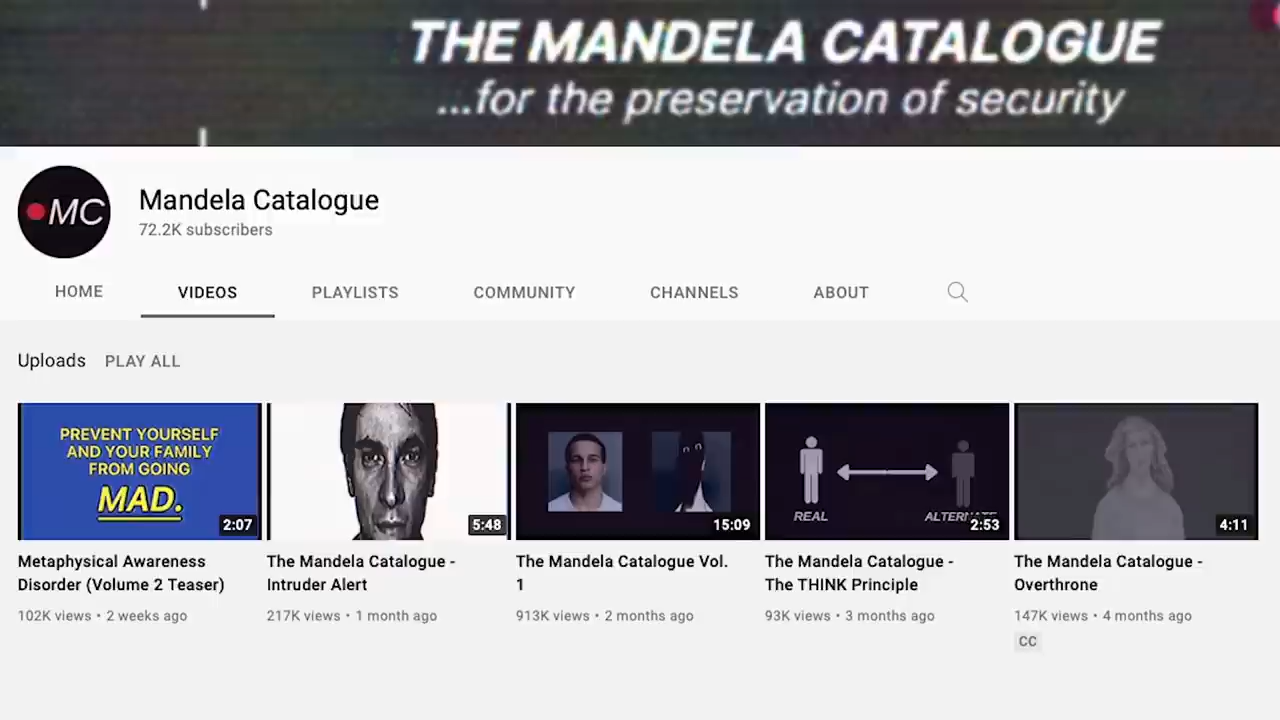 THE MANDELA CATALOGUE
...for the preservation of security
MC
Mandela Catalogue
72.2K subscribers
HOME
VIDEOS
PLAYLISTS
COMMUNITY
CHANNELS
ABOUT
Uploads
PLAY ALL
PREVENT YOURSELF
AND YOUR FAMILY
FROM GOING
MAD.
2:07
Metaphysical Awareness
Disorder (Volume 2 Teaser)
102K views • 2 weeks ago
5:48
The Mandela Catalogue -
Intruder Alert
217K views • 1 month ago
15:09
The Mandela Catalogue Vol.
1
913K views • 2 months ago
REAL
ALTERNATE
2:53
The Mandela Catalogue -
The THINK Principle
93K views • 3 months ago
4:11
The Mandela Catalogue -
Overthrone
147K views • 4 months ago
CC